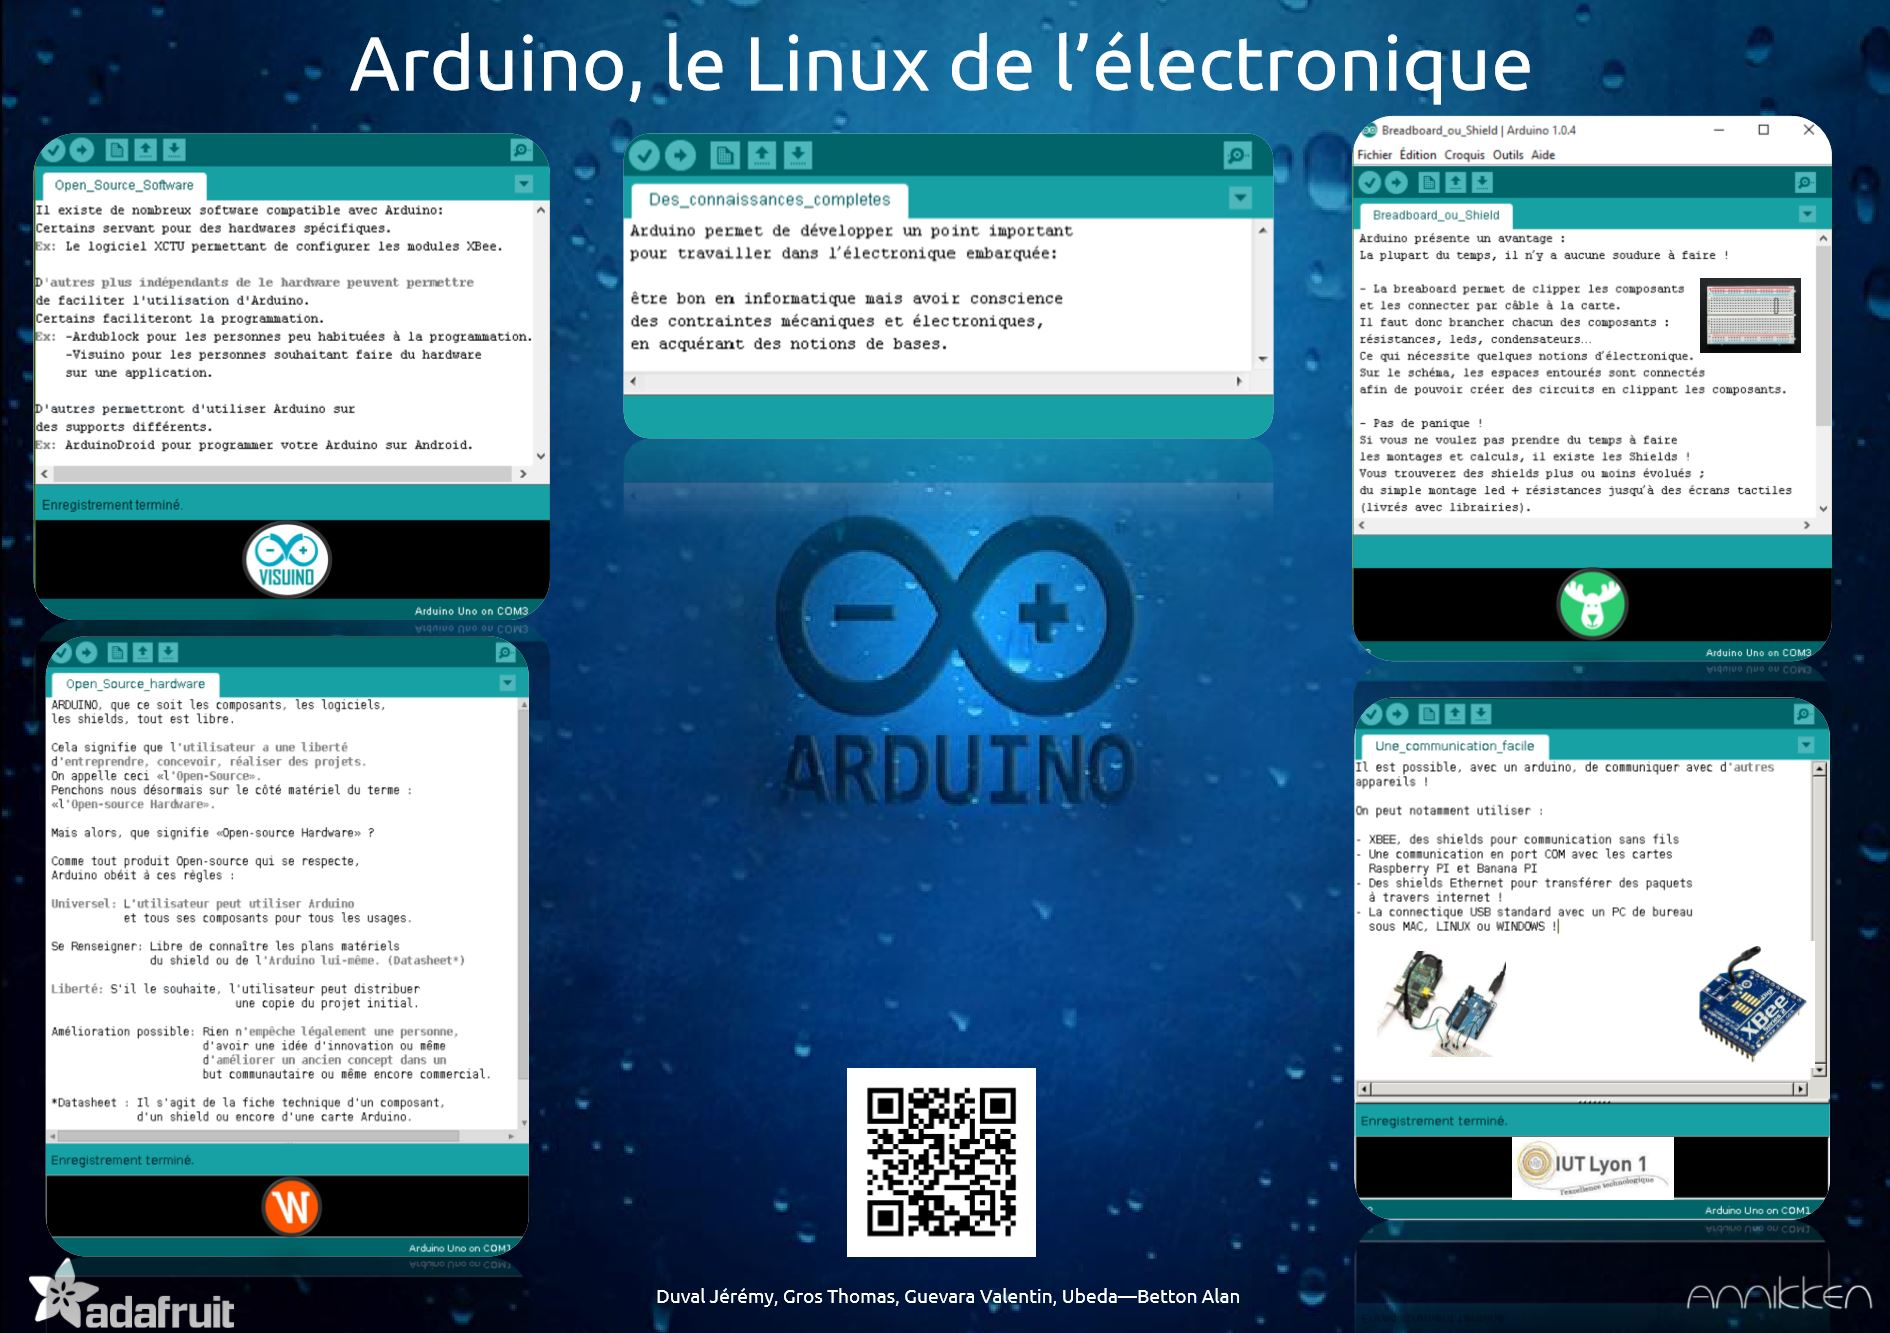 Arduino, le Linux de l'électronique
Open_Source_Software
Il existe de nombreux software compatible avec Arduino:
Certains servant pour des hardwares spécifiques.
Ex: Le logiciel XCTU permettant de configurer les modules XBee.
D'autres plus indépendants de le hardware peuvent permettre
de faciliter l'utilisation d'Arduino.
Certains faciliteront la programmation.
Ex: -Ardublock pour les personnes peu habituées à la programmation.
-Visuino pour les personnes souhaitant faire du hardware
sur une application.
D'autres permettront d'utiliser Arduino sur
des supports différents.
Ex: ArduinoDroid pour programmer votre Arduino sur Android.
Enregistrement terminé.
VISUINO
Arduino Uno on COM3
Open_Source_hardware
ARDUINO, que ce soit les composants, les logiciels,
les shields, tout est libre.
Cela signifie que l'utilisateur a une liberté
d'entreprendre, concevoir, réaliser des projets.
On appelle ceci «l'Open-Source».
Penchons nous désormais sur le côté matériel du terme :
«l'Open-source Hardware».
Mais alors, que signifie «Open-source Hardware» ?
Comme tout produit Open-source qui se respecte,
Arduino obéit à ces règles :
Universel: L'utilisateur peut utiliser Arduino
et tous ses composants pour tous les usages.
Se Renseigner: Libre de connaître les plans matériels
du shield ou de l'Arduino lui-même. (Datasheet*)
Liberté: S'il le souhaite, l'utilisateur peut distribuer
une copie du projet initial.
Amélioration possible: Rien n'empêche légalement une personne,
d'avoir une idée d'innovation ou même
d'améliorer un ancien concept dans un
but communautaire ou même encore commercial.
*Datasheet : Il s'agit de la fiche technique d'un composant,
d'un shield ou encore d'une carte Arduino.
Enregistrement terminé.
W
Arduino Uno on COM1
adafruit
Des_connaissances_completes
Arduino permet de développer un point important
pour travailler dans l'électronique embarquée:
être bon en informatique mais avoir conscience
des contraintes mécaniques et électroniques,
en acquérant des notions de bases.
ARDUINO
Duval Jérémy, Gros Thomas, Guevara Valentin, Ubeda—Betton Alan
Breadboard_ou_Shield | Arduino 1.0.4
Fichier Édition Croquis Outils Aide
Breadboard_ou_Shield
Arduino présente un avantage :
La plupart du temps, il n'y a aucune soudure à faire !
- La breaboard permet de clipper les composants
et les connecter par câble à la carte.
Il faut donc brancher chacun des composants :
résistances, leds, condensateurs...
Ce qui nécessite quelques notions d'électronique.
Sur le schéma, les espaces entourés sont connectés
afin de pouvoir créer des circuits en clippant les composants.
- Pas de panique !
Si vous ne voulez pas prendre du temps à faire
les montages et calculs, il existe les Shields !
Vous trouverez des shields plus ou moins évolués ;
du simple montage led + résistances jusqu'à des écrans tactiles
(livrés avec librairies).
Arduino Uno on COM3
Une_communication_facile
Il est possible, avec un arduino, de communiquer avec d'autres
appareils !
On peut notamment utiliser :
- XBEE, des shields pour communication sans fils
- Une communication en port COM avec les cartes
Raspberry PI et Banana PI
- Des shields Ethernet pour transférer des paquets
à travers internet !
- La connectique USB standard avec un PC de bureau
sous MAC, LINUX ou WINDOWS !
XBee
Enregistrement terminé.
IUT Lyon 1
l'excellence technologique
Arduino Uno on COM1
ANNIKKEN